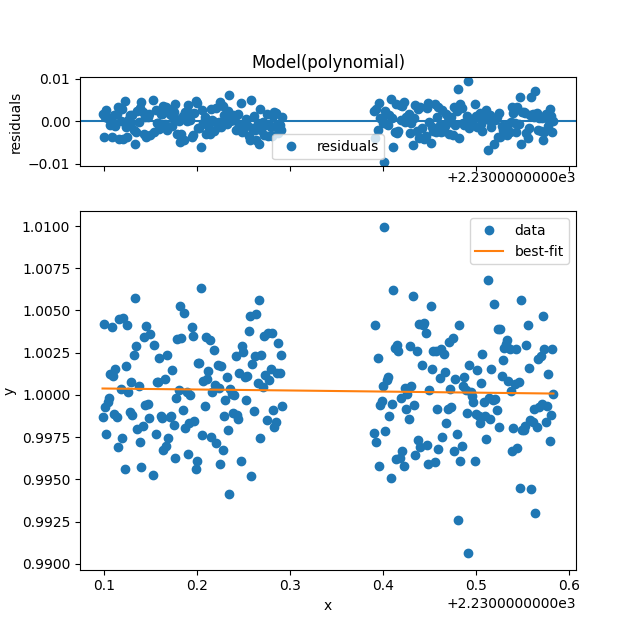 Model(polynomial)
0.01
0.00
−0.01
residuals
residuals
+2.2300000000e3
1.0100
1.0075
1.0050
1.0025
1.0000
0.9975
0.9950
0.9925
0.9900
y
data
best-fit
0.1 0.2 0.3 0.4 0.5 0.6
x
+2.2300000000e3